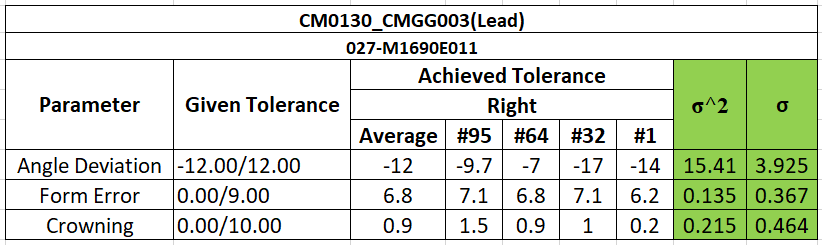 CM0130_CMGG003(Lead)
027-M1690E011
Parameter Given Tolerance Achieved Tolerance σ^2 σ
Right
Average #95 #64 #32 #1
Angle Deviation -12.00/12.00 -12 -9.7 -7 -17 -14 15.41 3.925
Form Error 0.00/9.00 6.8 7.1 6.8 7.1 6.2 0.135 0.367
Crowning 0.00/10.00 0.9 1.5 0.9 1 0.2 0.215 0.464